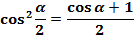 cos² α/2 = (cos α + 1)/2